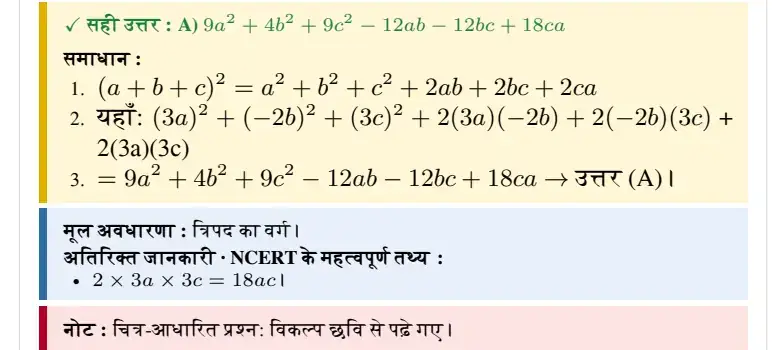 ✓ सही उत्तर : A) 9a² + 4b² + 9c² − 12ab − 12bc + 18ca
समाधान :
1. (a + b + c)² = a² + b² + c² + 2ab + 2bc + 2ca
2. यहाँ: (3a)² + (−2b)² + (3c)² + 2(3a)(−2b) + 2(−2b)(3c) +
2(3a)(3c)
3. = 9a² + 4b² + 9c² − 12ab − 12bc + 18ca → उत्तर (A)।
मूल अवधारणा : त्रिपद का वर्ग।
अतिरिक्त जानकारी · NCERT के महत्वपूर्ण तथ्य :
• 2 × 3a × 3c = 18ac।
नोट : चित्र-आधारित प्रश्न: विकल्प छवि से पढ़े गए।